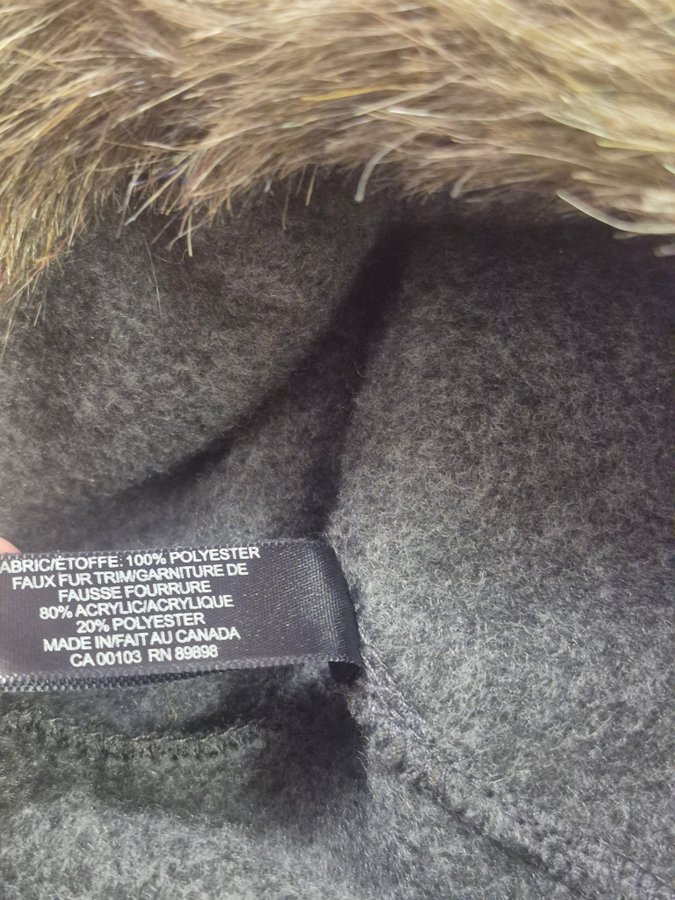 ABRIC/ÉTOFFE: 100% POLYESTER
FAUX FUR TRIM/GARNITURE DE
FAUSSE FOURRURE
80% ACRYLIC/ACRYLIQUE
20% POLYESTER
MADE IN/FAIT AU CANADA
CA 00103 RN 89898